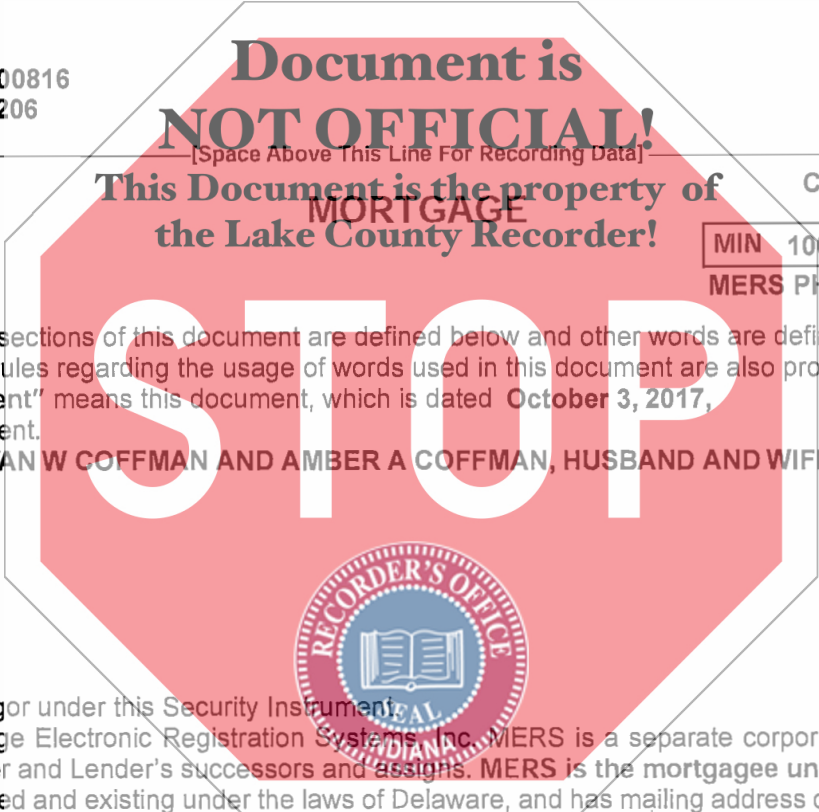 Document is
00816
206
NOT OFFICIAL!
[Space Above This Line For Recording Data]
This Document is the property of
MORTGAGE
the Lake County Recorder!
MIN 10
MERS PH
STOP
sections of this document are defined below and other words are defi
ules regarding the usage of words used in this document are also pro
ent" means this document, which is dated October 3, 2017,
ent.
AN W COFFMAN AND AMBER A COFFMAN, HUSBAND AND WIF
RECORDER'S OFFICE
SEAL
INDIANA
gor under this Security Instrument.
ge Electronic Registration Systems, Inc. MERS is a separate corpor
r and Lender's successors and assigns. MERS is the mortgagee un
ed and existing under the laws of Delaware, and has mailing address o